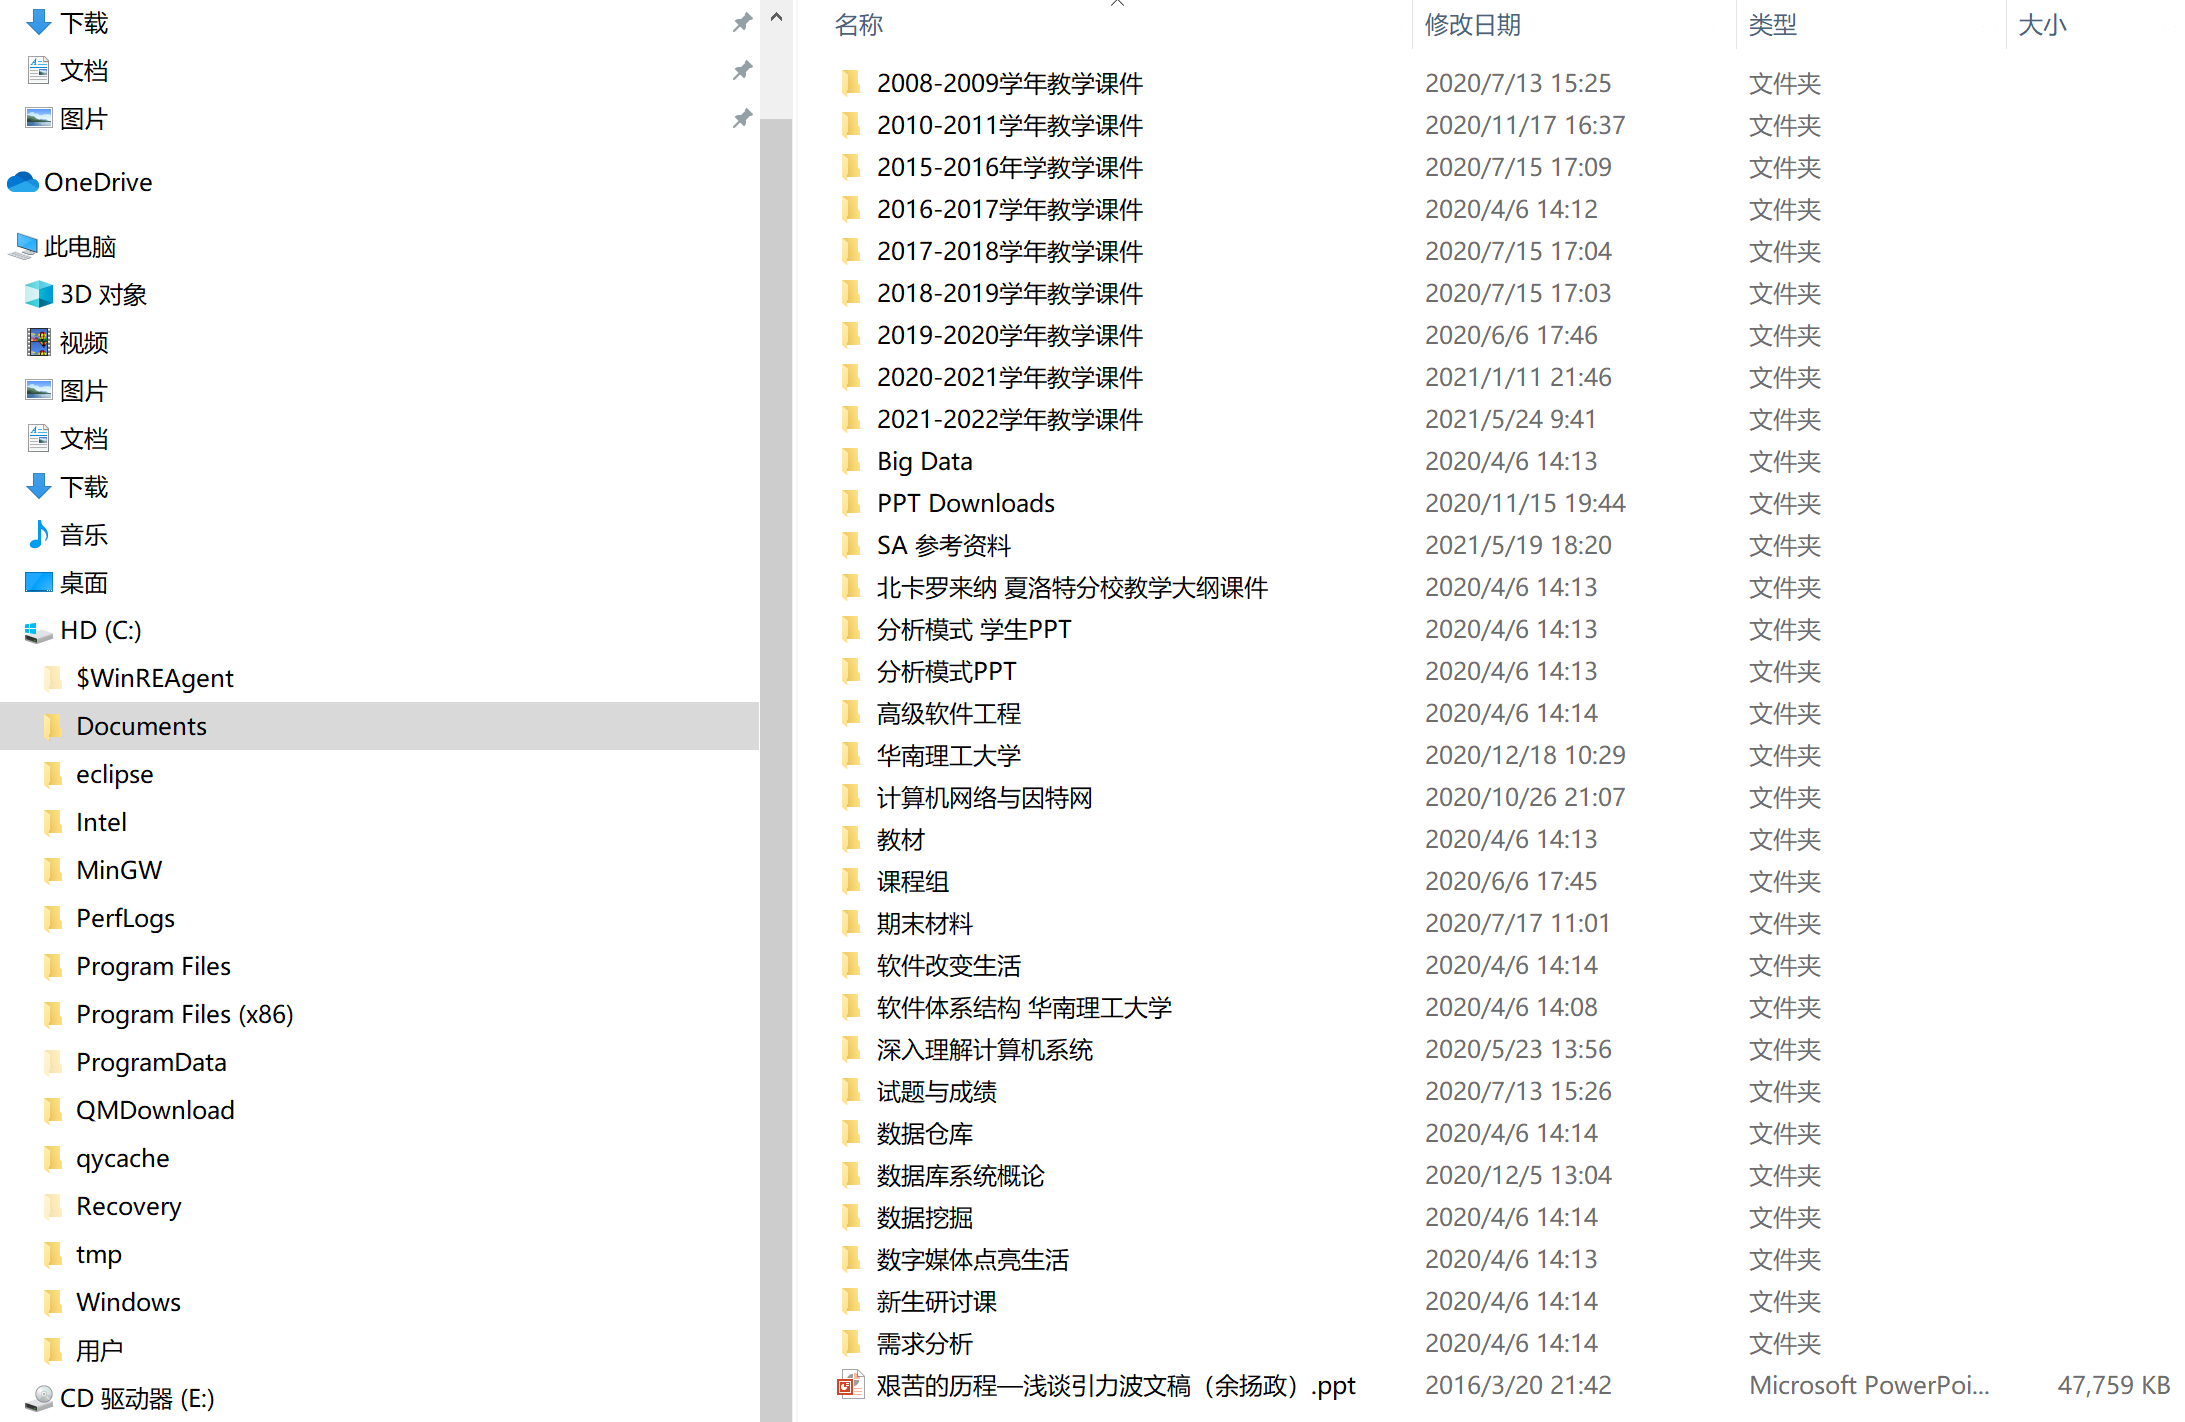 下载
文档
图片
OneDrive
此电脑
3D 对象
视频
图片
文档
下载
音乐
桌面
HD (C:)
$WinREAgent
Documents
eclipse
Intel
MinGW
PerfLogs
Program Files
Program Files (x86)
ProgramData
QMDownload
qycache
Recovery
tmp
Windows
用户
CD 驱动器 (E:)
名称 修改日期 类型 大小
2008-2009学年教学课件 2020/7/13 15:25 文件夹
2010-2011学年教学课件 2020/11/17 16:37 文件夹
2015-2016年学教学课件 2020/7/15 17:09 文件夹
2016-2017学年教学课件 2020/4/6 14:12 文件夹
2017-2018学年教学课件 2020/7/15 17:04 文件夹
2018-2019学年教学课件 2020/7/15 17:03 文件夹
2019-2020学年教学课件 2020/6/6 17:46 文件夹
2020-2021学年教学课件 2021/1/11 21:46 文件夹
2021-2022学年教学课件 2021/5/24 9:41 文件夹
Big Data 2020/4/6 14:13 文件夹
PPT Downloads 2020/11/15 19:44 文件夹
SA 参考资料 2021/5/19 18:20 文件夹
北卡罗来纳 夏洛特分校教学大纲课件 2020/4/6 14:13 文件夹
分析模式 学生PPT 2020/4/6 14:13 文件夹
分析模式PPT 2020/4/6 14:13 文件夹
高级软件工程 2020/4/6 14:14 文件夹
华南理工大学 2020/12/18 10:29 文件夹
计算机网络与因特网 2020/10/26 21:07 文件夹
教材 2020/4/6 14:13 文件夹
课程组 2020/6/6 17:45 文件夹
期末材料 2020/7/17 11:01 文件夹
软件改变生活 2020/4/6 14:14 文件夹
软件体系结构 华南理工大学 2020/4/6 14:08 文件夹
深入理解计算机系统 2020/5/23 13:56 文件夹
试题与成绩 2020/7/13 15:26 文件夹
数据仓库 2020/4/6 14:14 文件夹
数据库系统概论 2020/12/5 13:04 文件夹
数据挖掘 2020/4/6 14:14 文件夹
数字媒体点亮生活 2020/4/6 14:13 文件夹
新生研讨课 2020/4/6 14:14 文件夹
需求分析 2020/4/6 14:14 文件夹
艰苦的历程—浅谈引力波文稿（余扬政）.ppt 2016/3/20 21:42 Microsoft PowerPoi... 47,759 KB